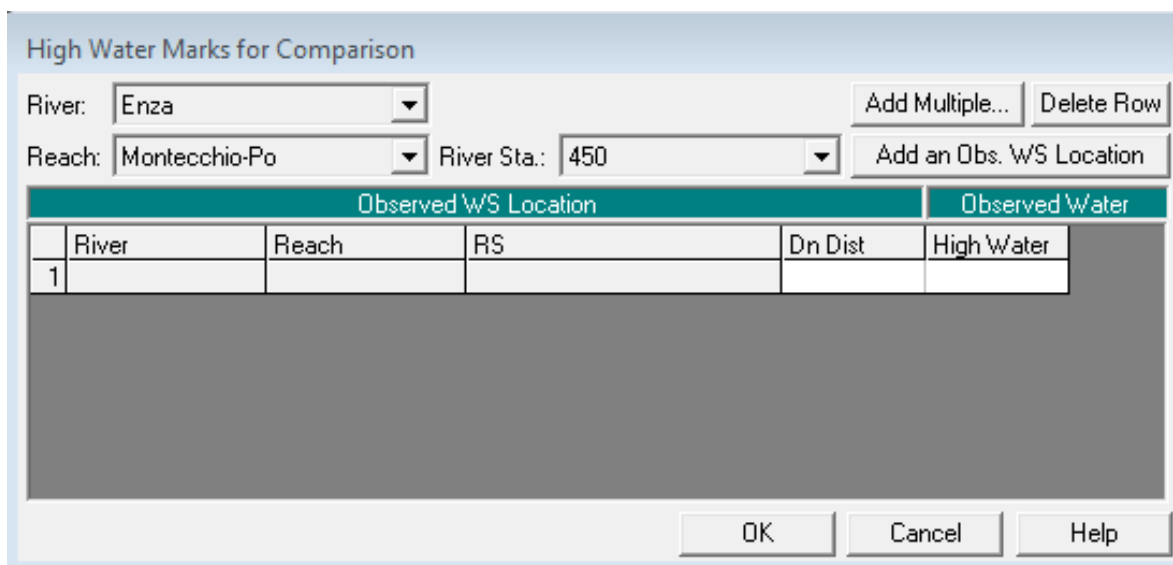 High Water Marks for Comparison
River: Enza Add Multiple... Delete Row
Reach: Montecchio-Po River Sta.: 450 Add an Obs. WS Location
Observed WS Location Observed Water
River Reach RS Dn Dist High Water
1
OK Cancel Help